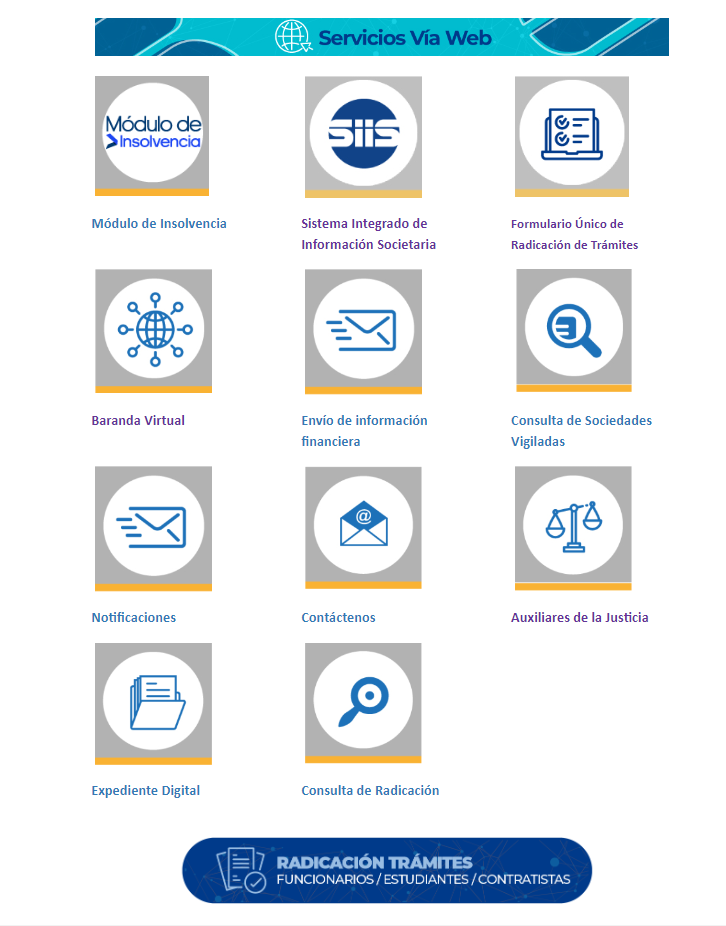 Servicios Vía Web
Módulo de
Insolvencia
SIIS
Módulo de Insolvencia
Sistema Integrado de
Información Societaria
Formulario Único de
Radicación de Trámites
Baranda Virtual
Envío de información
financiera
Consulta de Sociedades
Vigiladas
@
Notificaciones
Contáctenos
Auxiliares de la Justicia
Expediente Digital
Consulta de Radicación
RADICACIÓN TRÁMITES
FUNCIONARIOS / ESTUDIANTES / CONTRATISTAS